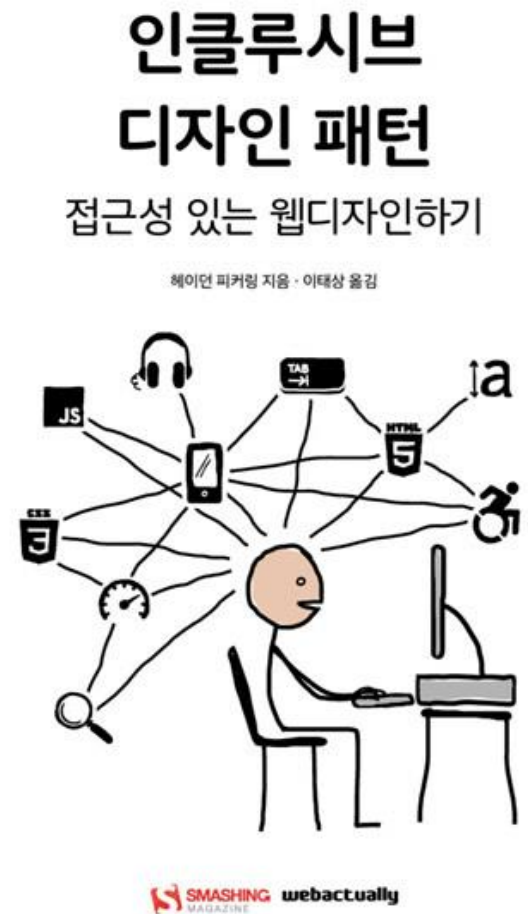 인클루시브
디자인 패턴
접근성 있는 웹디자인하기
헤이던 피커링 지음 · 이태상 옮김
TAB
a
JS
HTML
5
CSS
3
SMASHING webactually
MAGAZINE